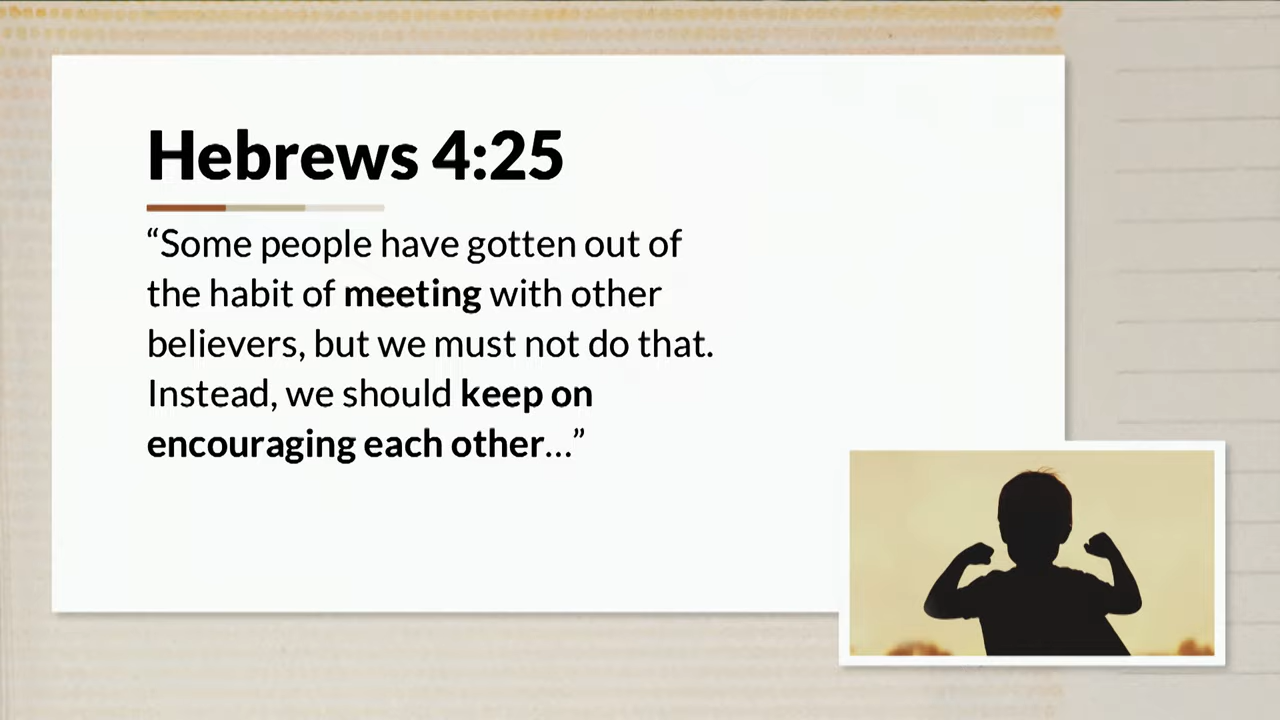 Hebrews 4:25
“Some people have gotten out of
the habit of meeting with other
believers, but we must not do that.
Instead, we should keep on
encouraging each other…”